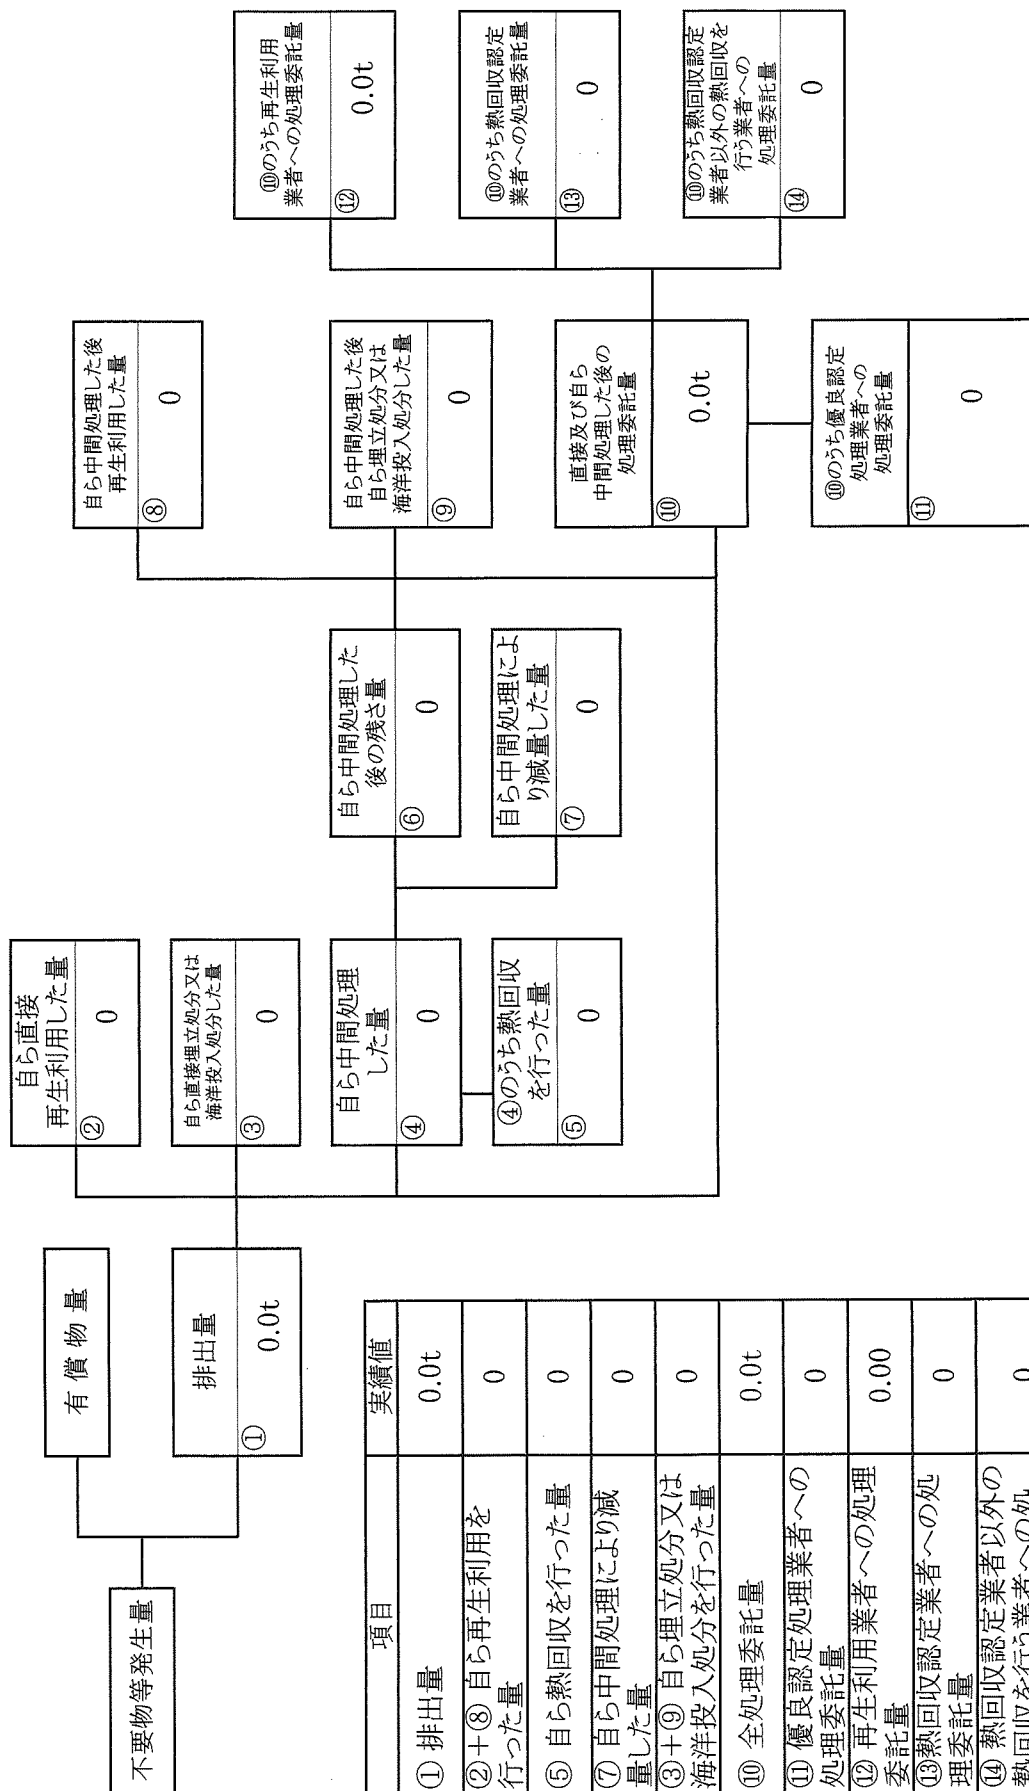 不要物等発生量
有 償 物 量
排出量
①
0.0t
自ら直接
再生利用した量
②
0
自ら直接埋立処分又は
海洋投入処分した量
③
0
自ら中間処理
した量
④
0
④のうち熱回収
を行った量
⑤
0
自ら中間処理した
後の残さ量
⑥
0
自ら中間処理によ
り減量した量
⑦
0
自ら中間処理した後
再生利用した量
⑧
0
自ら中間処理した後
自ら埋立処分又は
海洋投入処分した量
⑨
0
直接及び自ら
中間処理した後の
処理委託量
⑩
0.0t
⑩のうち優良認定
処理業者への
処理委託量
⑪
0
⑩のうち再生利用
業者への処理委託量
⑫
0.0t
⑩のうち熱回収認定
業者への処理委託量
⑬
0
⑩のうち熱回収認定
業者以外の熱回収を
行う業者への
処理委託量
⑭
0
項目
実績値
① 排出量
0.0t
②+⑧ 自ら再生利用を
行った量
0
⑤ 自ら熱回収を行った量
0
⑦ 自ら中間処理により減
量した量
0
③+⑨ 自ら埋立処分又は
海洋投入処分を行った量
0
⑩ 全処理委託量
0.0t
⑪ 優良認定処理業者への
処理委託量
0
⑫ 再生利用業者への処理
委託量
0.00
⑬熱回収認定業者への処
理委託量
0
⑭ 熱回収認定業者以外の
熱回収を行う業者への処
0